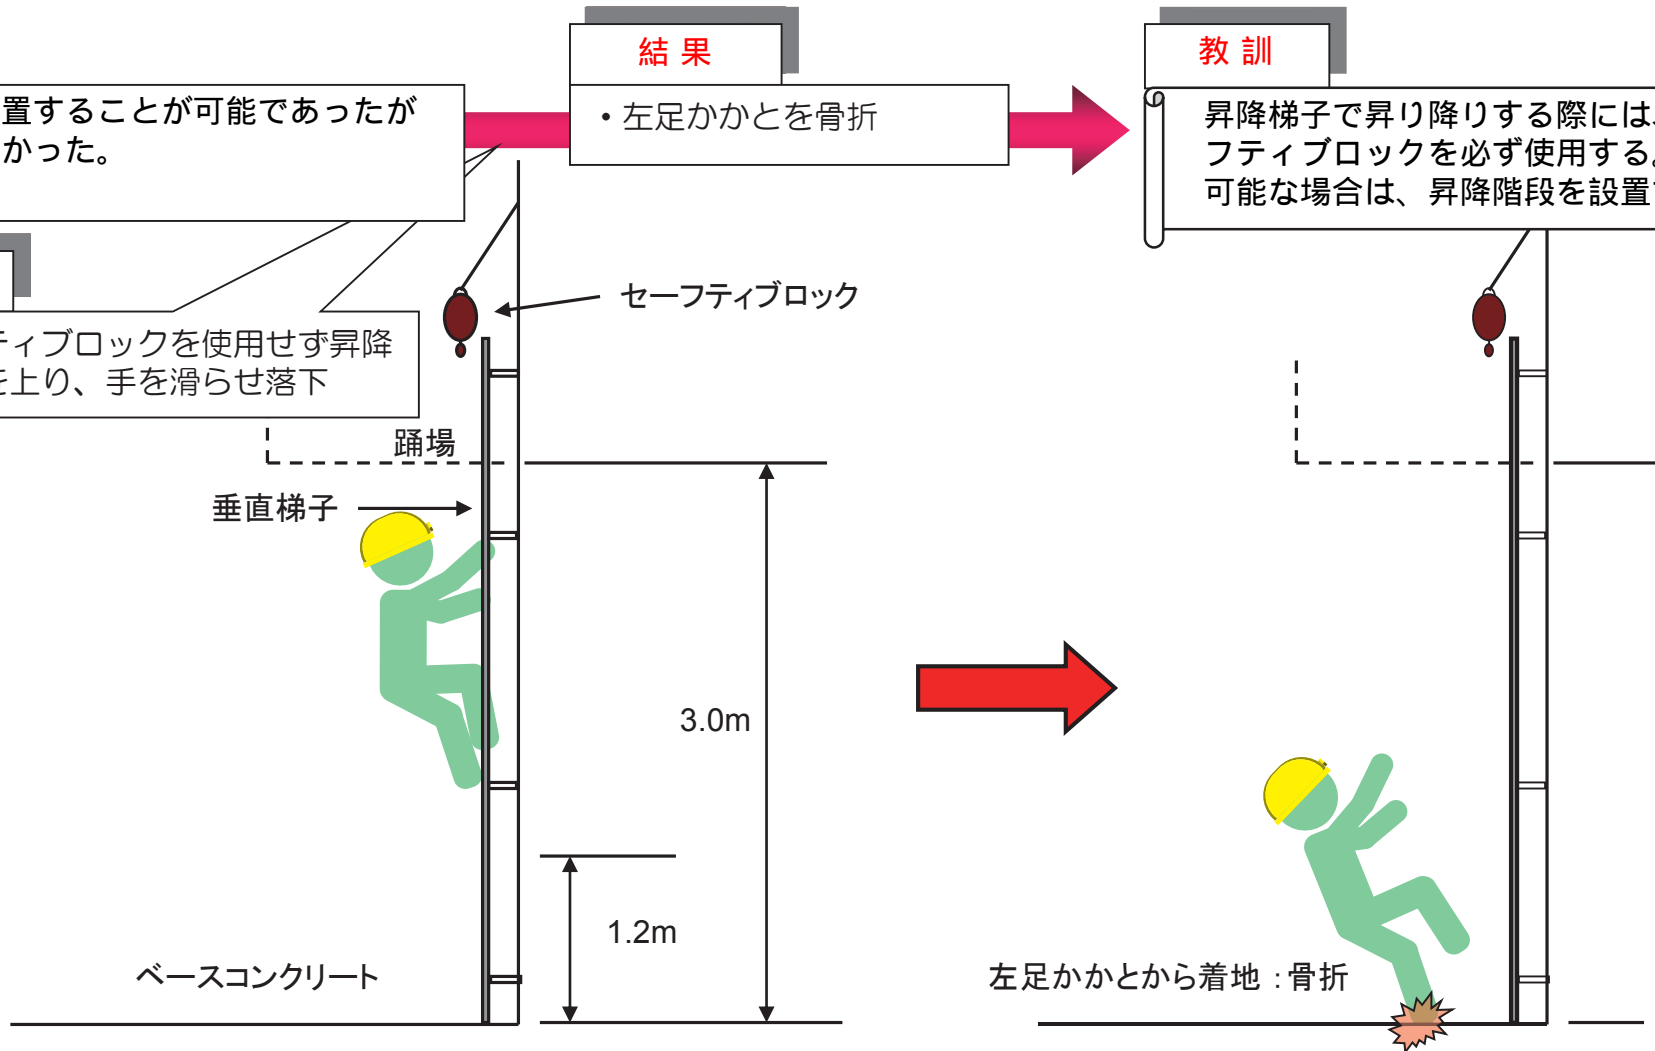 置することが可能であったが
かった。
ティブロックを使用せず昇降
を上り、手を滑らせ落下
結 果
・左足かかとを骨折
教 訓
昇降梯子で昇り降りする際には、
フティブロックを必ず使用する。
可能な場合は、昇降階段を設置
セーフティブロック
踊場
垂直梯子
3.0m
1.2m
ベースコンクリート
左足かかとから着地：骨折